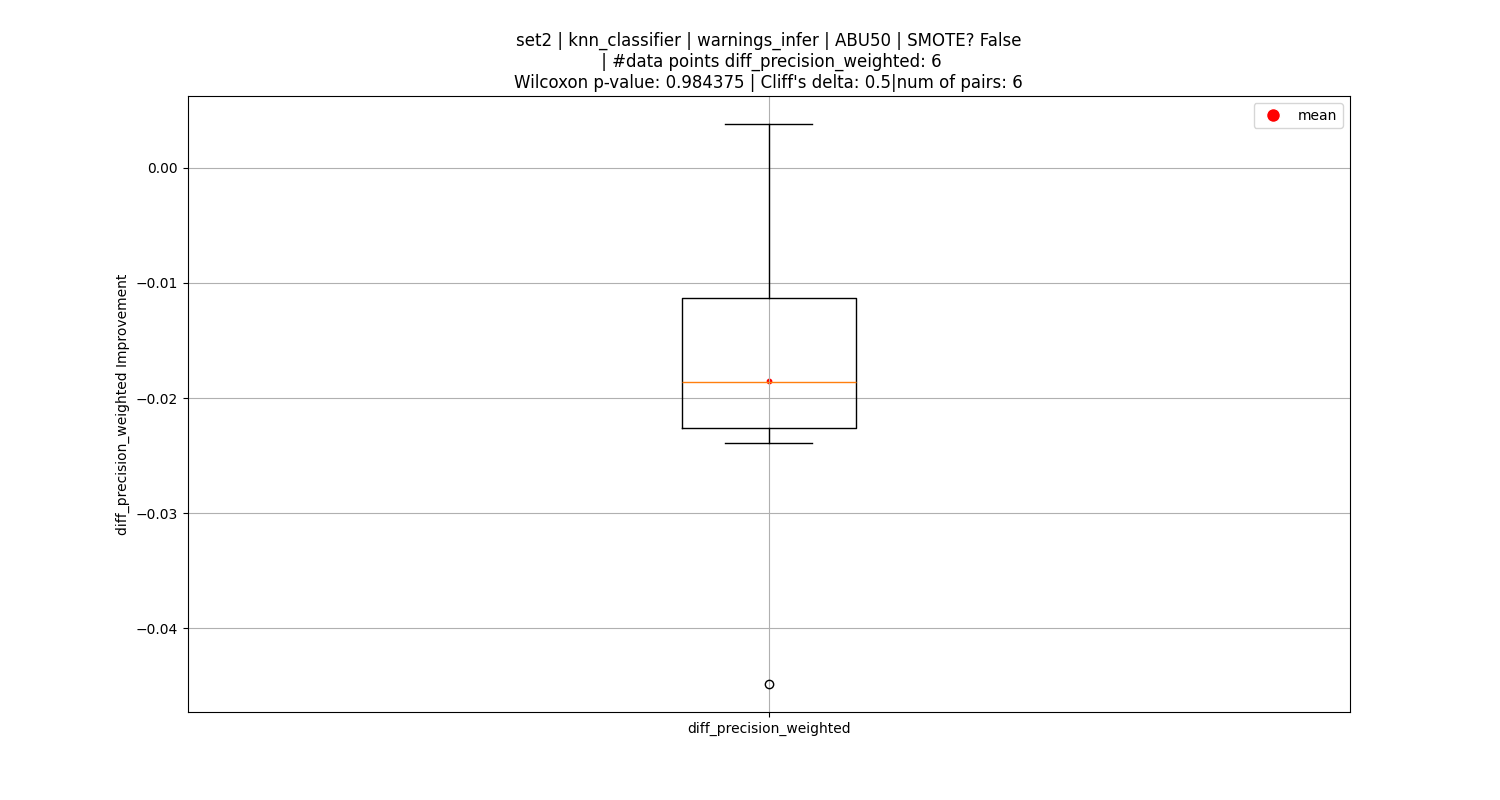 set2 | knn_classifier | warnings_infer | ABU50 | SMOTE? False
| #data points diff_precision_weighted: 6
Wilcoxon p-value: 0.984375 | Cliff's delta: 0.5|num of pairs: 6
mean
0.00
−0.01
−0.02
−0.03
−0.04
diff_precision_weighted Improvement
diff_precision_weighted